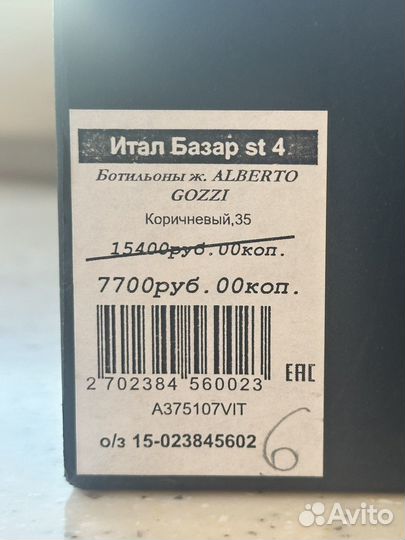 Итал Базар st 4
Ботильоны ж. ALBERTO
GOZZI
Коричневый,35
15400руб.00коп.
7700руб.00коп.
2 702384 560023
EAC
A375107VIT
о/з 15-023845602
6
Avito